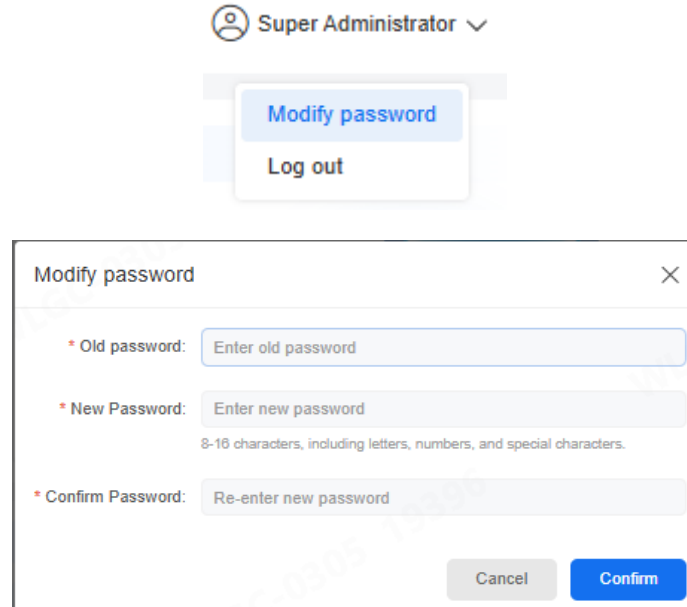 Super Administrator
Modify password
Log out
Modify password
* Old password: Enter old password
* New Password: Enter new password
8-16 characters, including letters, numbers, and special characters.
* Confirm Password: Re-enter new password
Cancel Confirm